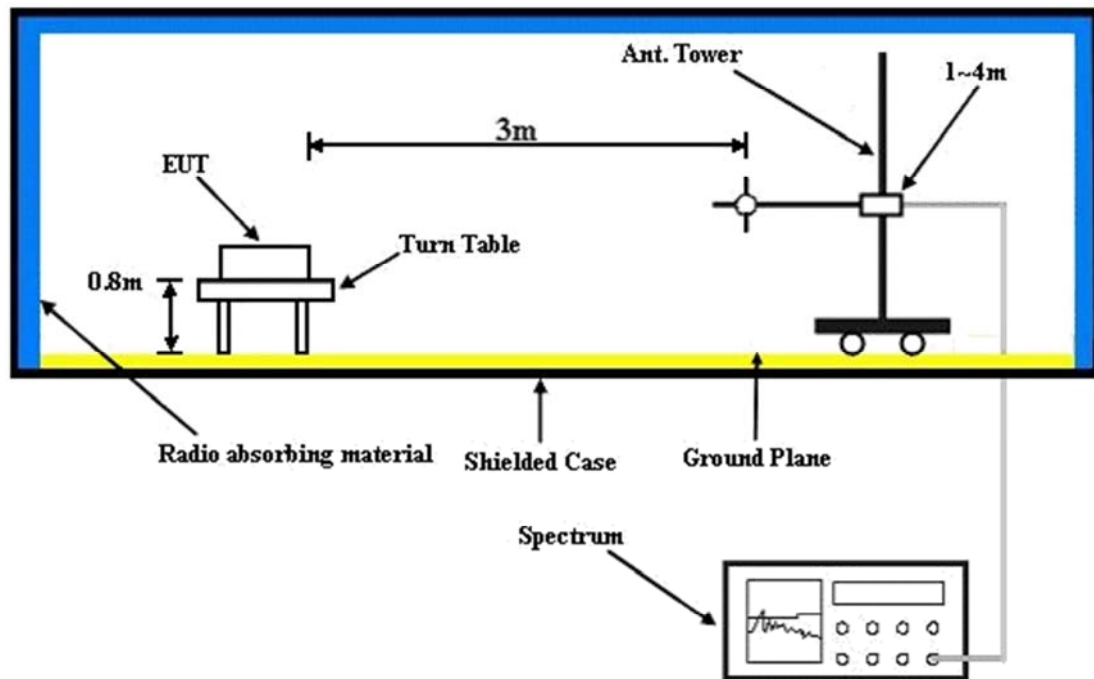 Ant. Tower
1~4m
3m
EUT
Turn Table
0.8m
Radio absorbing material
Shielded Case
Ground Plane
Spectrum